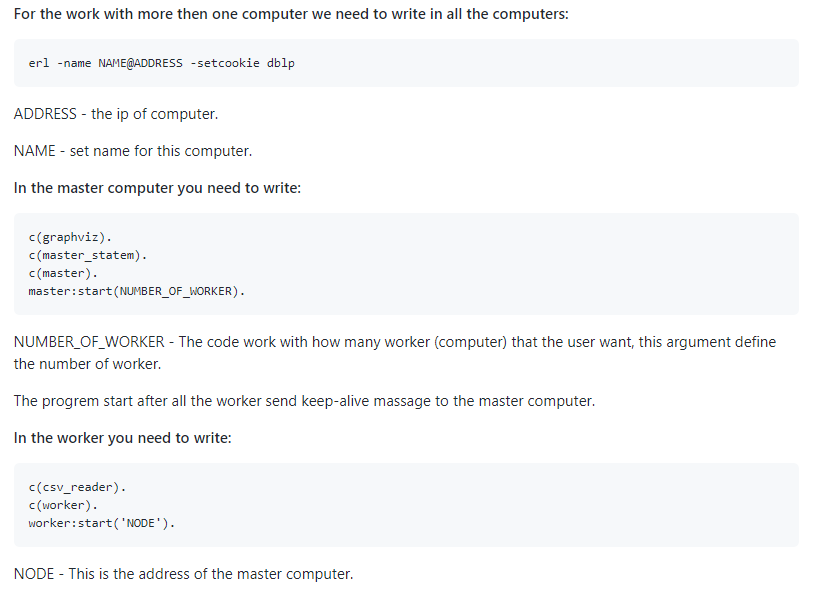 For the work with more then one computer we need to write in all the computers:
erl -name NAME@ADDRESS -setcookie dblp
ADDRESS - the ip of computer.
NAME - set name for this computer.
In the master computer you need to write:
c(graphviz).
c(master_statem).
c(master).
master:start(NUMBER_OF_WORKER).
NUMBER_OF_WORKER - The code work with how many worker (computer) that the user want, this argument define
the number of worker.
The progrem start after all the worker send keep-alive massage to the master computer.
In the worker you need to write:
c(csv_reader).
c(worker).
worker:start('NODE').
NODE - This is the address of the master computer.